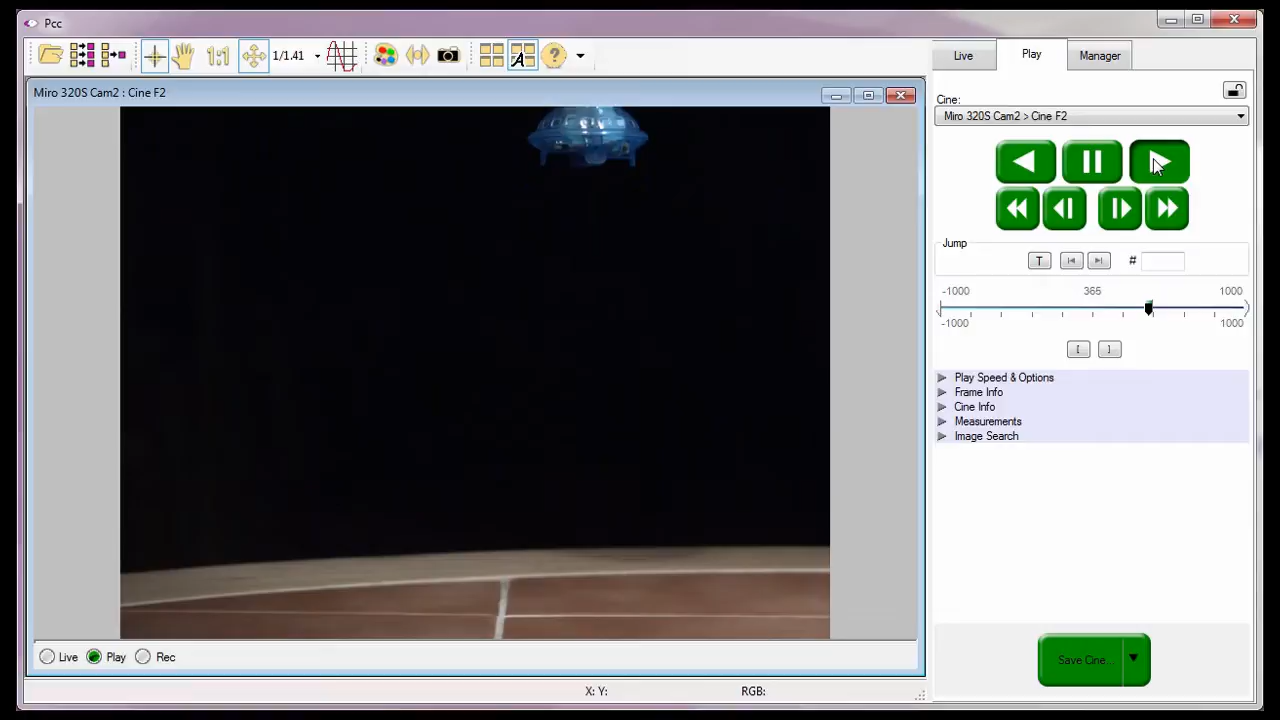 Pcc
1:1
1/1.41
A
?
Live
Play
Manager
Miro 320S Cam2 : Cine F2
Cine:
Miro 320S Cam2 > Cine F2
Jump
T
#
-1000
365
1000
-1000
1000
[
]
Play Speed & Options
Frame Info
Cine Info
Measurements
Image Search
Live
Play
Rec
Save Cine...
X: Y:
RGB: